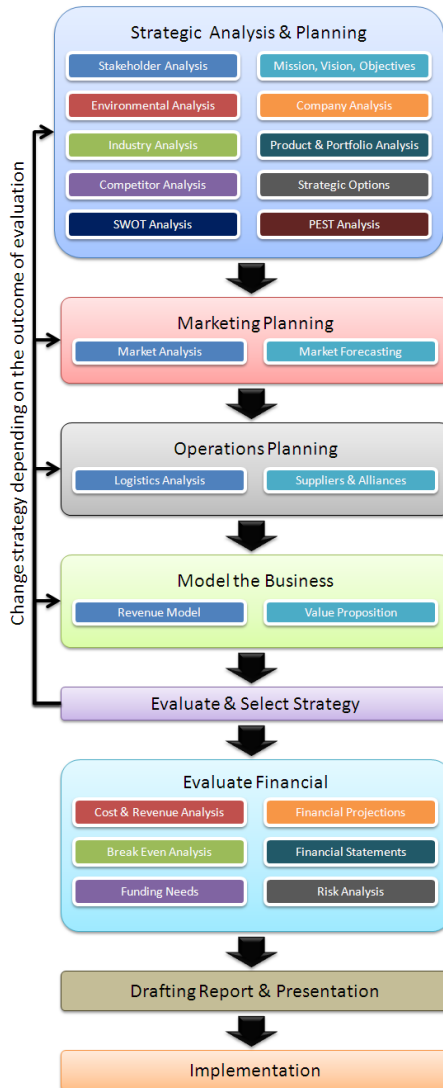 Strategic Analysis & Planning
Stakeholder Analysis
Mission, Vision, Objectives
Environmental Analysis
Company Analysis
Industry Analysis
Product & Portfolio Analysis
Competitor Analysis
Strategic Options
SWOT Analysis
PEST Analysis
Change strategy depending on the outcome of evaluation
Marketing Planning
Market Analysis
Market Forecasting
Operations Planning
Logistics Analysis
Suppliers & Alliances
Model the Business
Revenue Model
Value Proposition
Evaluate & Select Strategy
Evaluate Financial
Cost & Revenue Analysis
Financial Projections
Break Even Analysis
Financial Statements
Funding Needs
Risk Analysis
Drafting Report & Presentation
Implementation